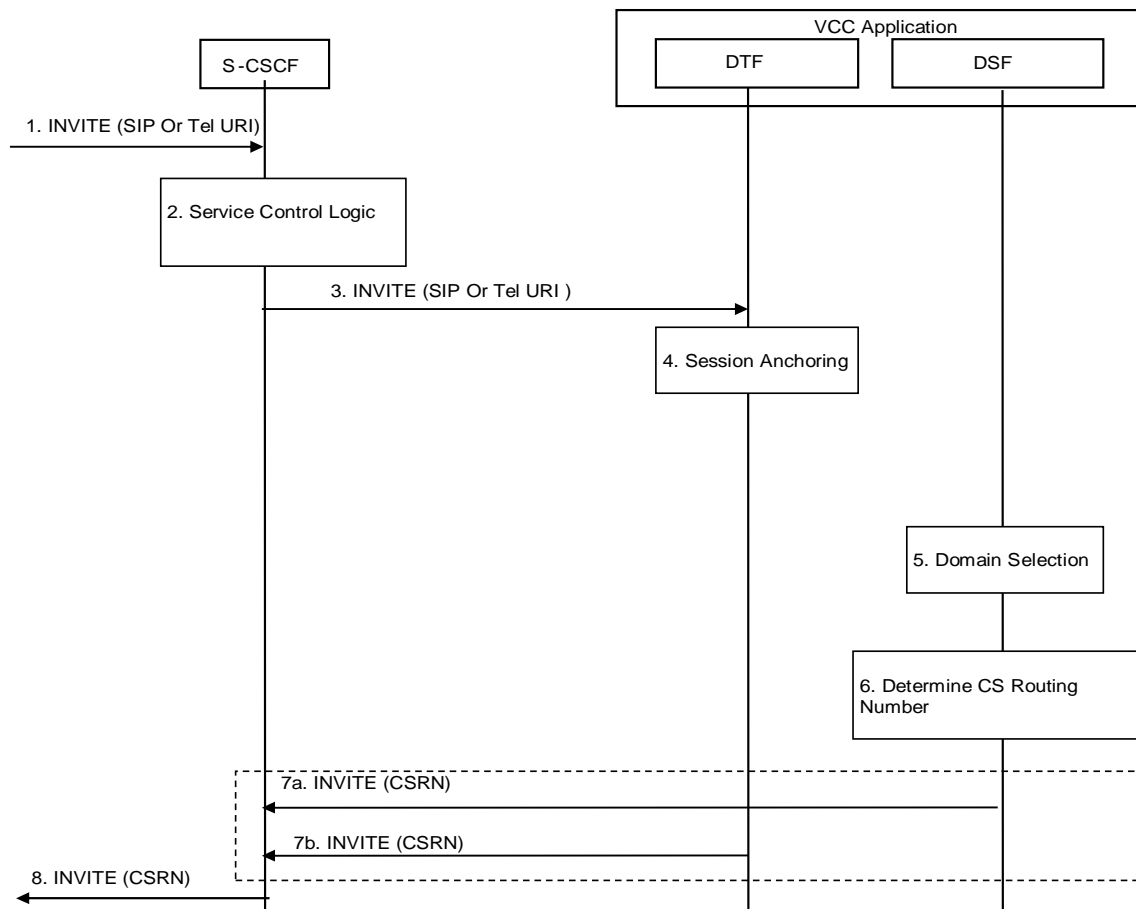 VCC Application
S-CSCF
DTF
DSF
1. INVITE (SIP Or Tel URI)
2. Service Control Logic
3. INVITE (SIP Or Tel URI )
4. Session Anchoring
5. Domain Selection
6. Determine CS Routing
Number
7a. INVITE (CSRN)
7b. INVITE (CSRN)
8. INVITE (CSRN)